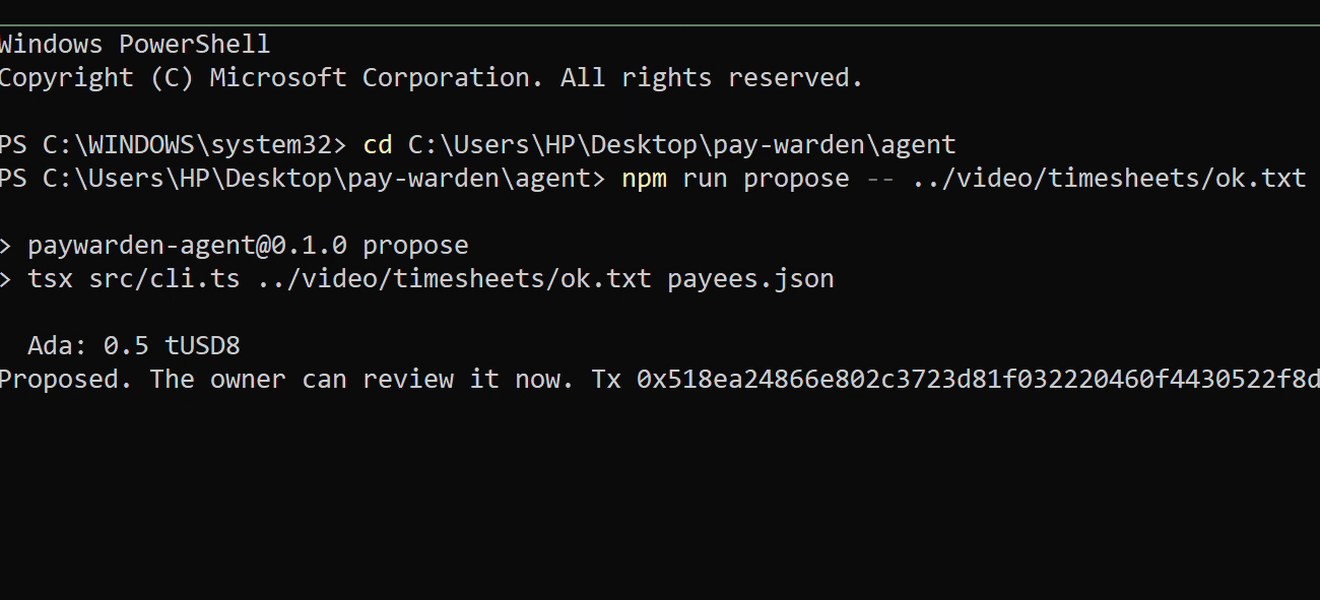 Windows PowerShell
Copyright (C) Microsoft Corporation. All rights reserved.
PS C:\WINDOWS\system32> cd C:\Users\HP\Desktop\pay-warden\agent
PS C:\Users\HP\Desktop\pay-warden\agent> npm run propose -- ../video/timesheets/ok.txt
> paywarden-agent@0.1.0 propose
> tsx src/cli.ts ../video/timesheets/ok.txt payees.json
Ada: 0.5 tUSD8
Proposed. The owner can review it now. Tx 0x518ea24866e802c3723d81f032220460f4430522f8d